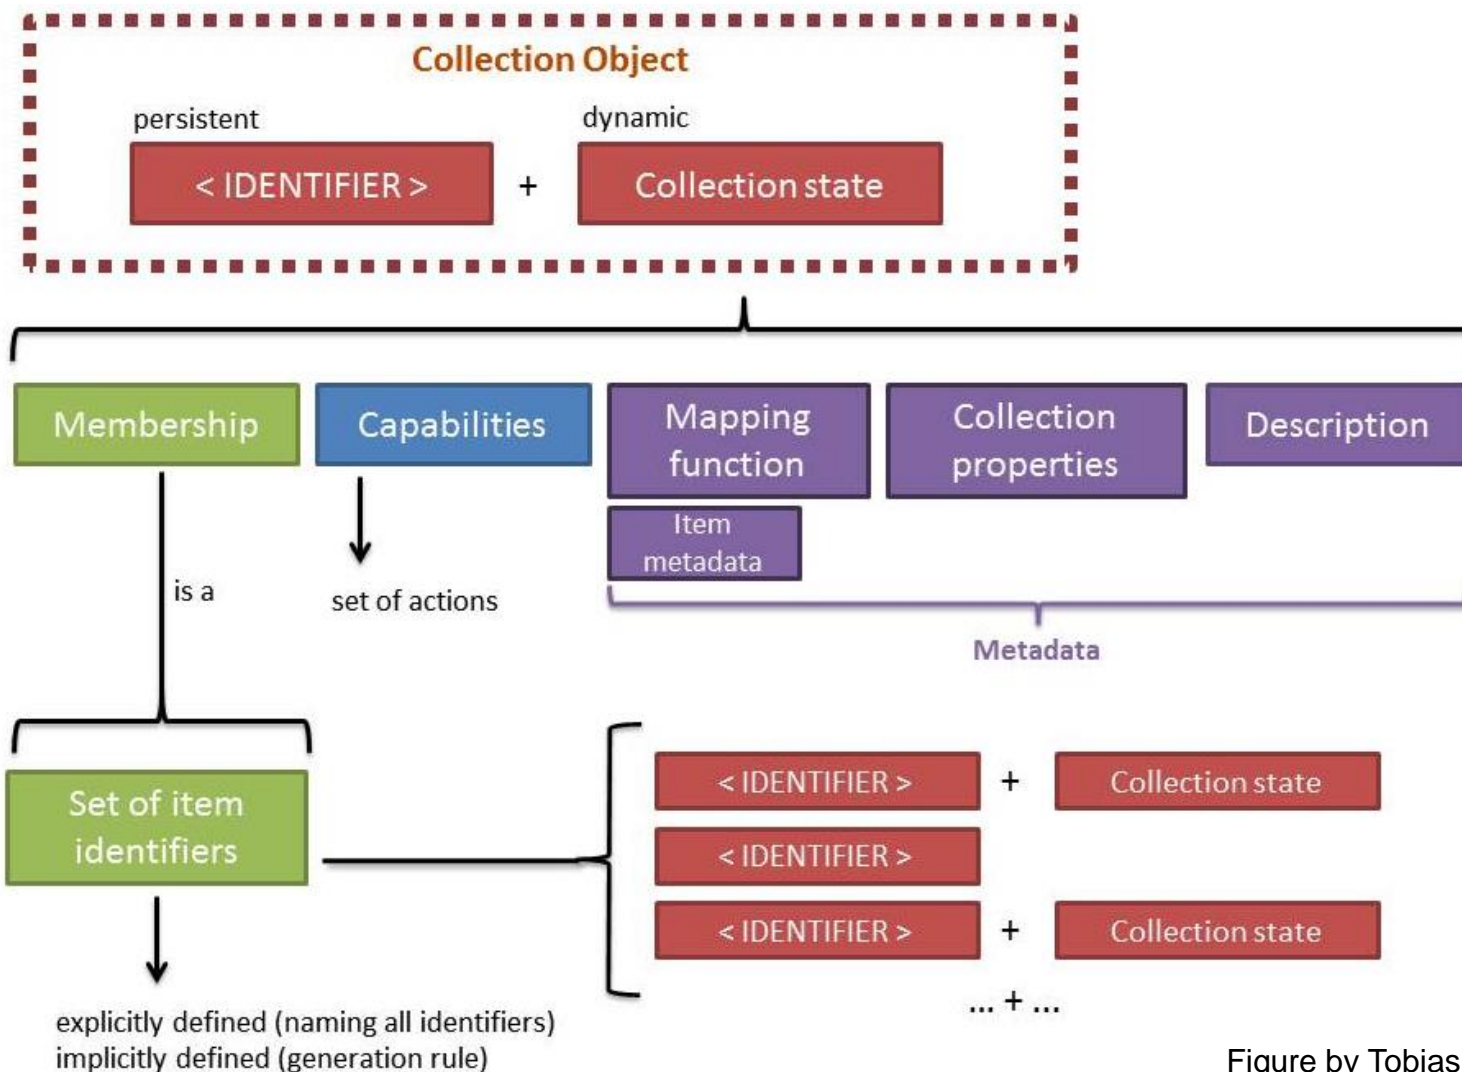 Collection Object
persistent
dynamic
< IDENTIFIER >
+
Collection state
Membership
Capabilities
Mapping
function
Collection
properties
Description
Item
metadata
is a
set of actions
Metadata
Set of item
identifiers
< IDENTIFIER >
+
Collection state
< IDENTIFIER >
< IDENTIFIER >
+
Collection state
... + ...
explicitly defined (naming all identifiers)
implicitly defined (generation rule)
Figure by Tobias